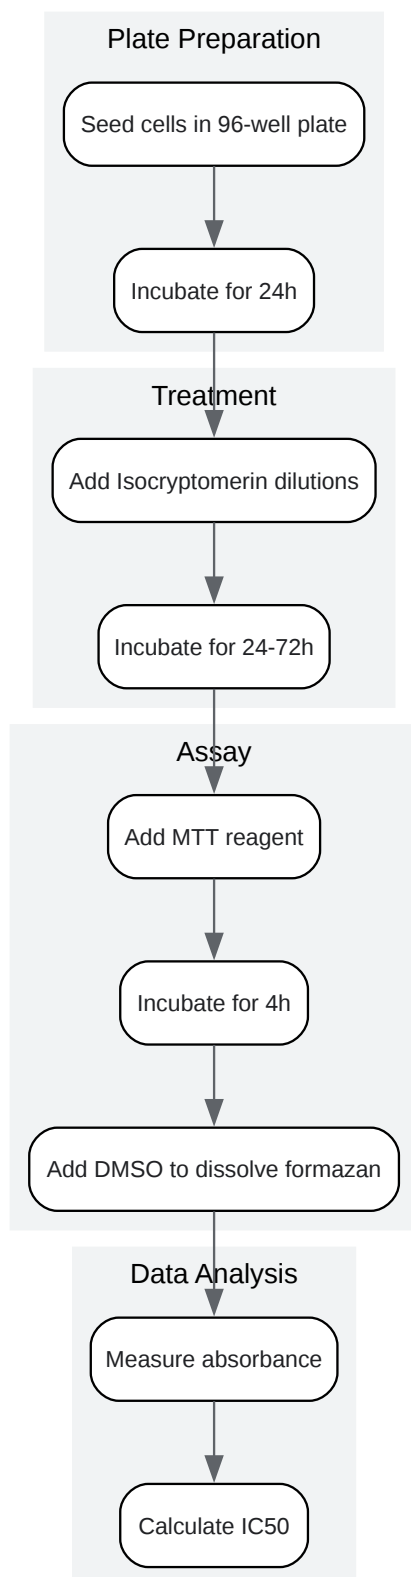 Plate Preparation
Seed cells in 96-well plate
Incubate for 24h
Treatment
Add Isocryptomerin dilutions
Incubate for 24-72h
Assay
Add MTT reagent
Incubate for 4h
Add DMSO to dissolve formazan
Data Analysis
Measure absorbance
Calculate IC50